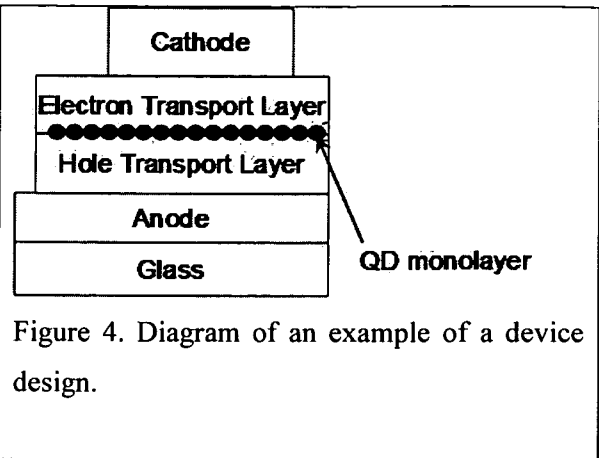 Cathode
Electron Transport Layer
Hole Transport Layer
Anode
Glass
QD monolayer
Figure 4. Diagram of an example of a device
design.